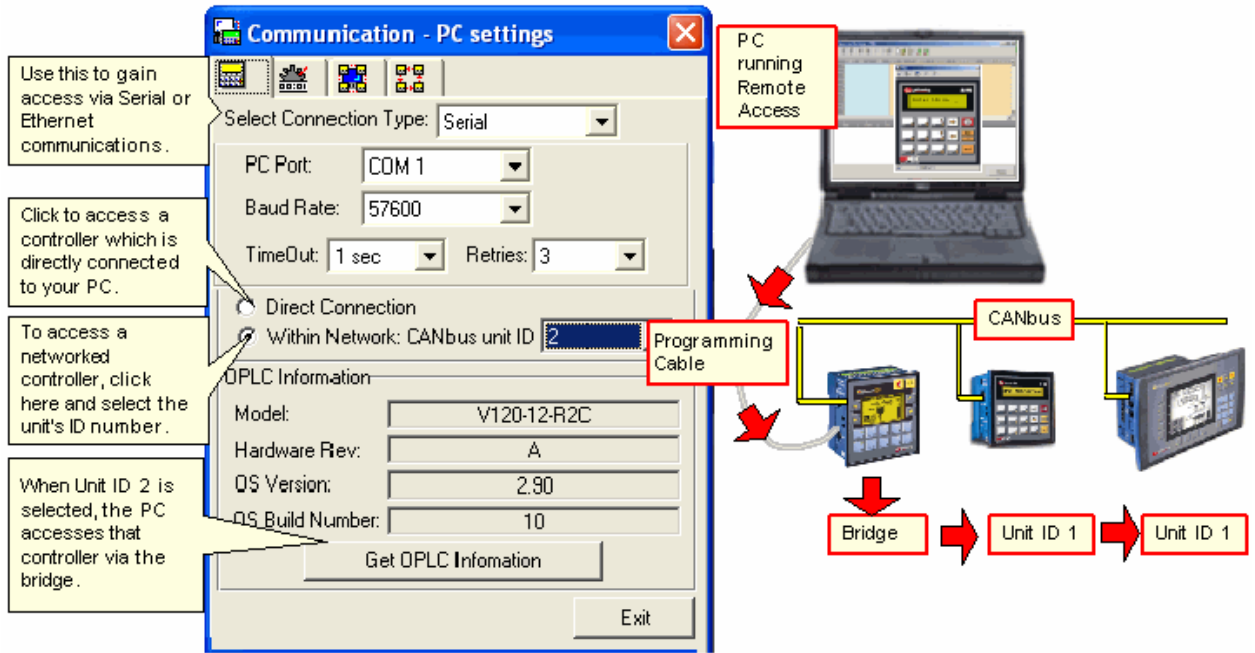 Communication - PC settings
Use this to gain
access via Serial or
Ethernet
communications.
Select Connection Type: Serial
PC Port: COM 1
Baud Rate: 57600
TimeOut: 1 sec Retries: 3
Click to access a
controller which is
directly connected
to your PC.
Direct Connection
Within Network: CANbus unit ID 2
To access a
networked
controller, click
here and select the
unit's ID number.
OPLC Information
Model: V120-12-R2C
Hardware Rev: A
OS Version: 2.90
OS Build Number: 10
When Unit ID 2 is
selected, the PC
accesses that
controller via the
bridge.
Get OPLC Infomation
Exit
PC
running
Remote
Access
Programming
Cable
CANbus
Bridge
Unit ID 1
Unit ID 1